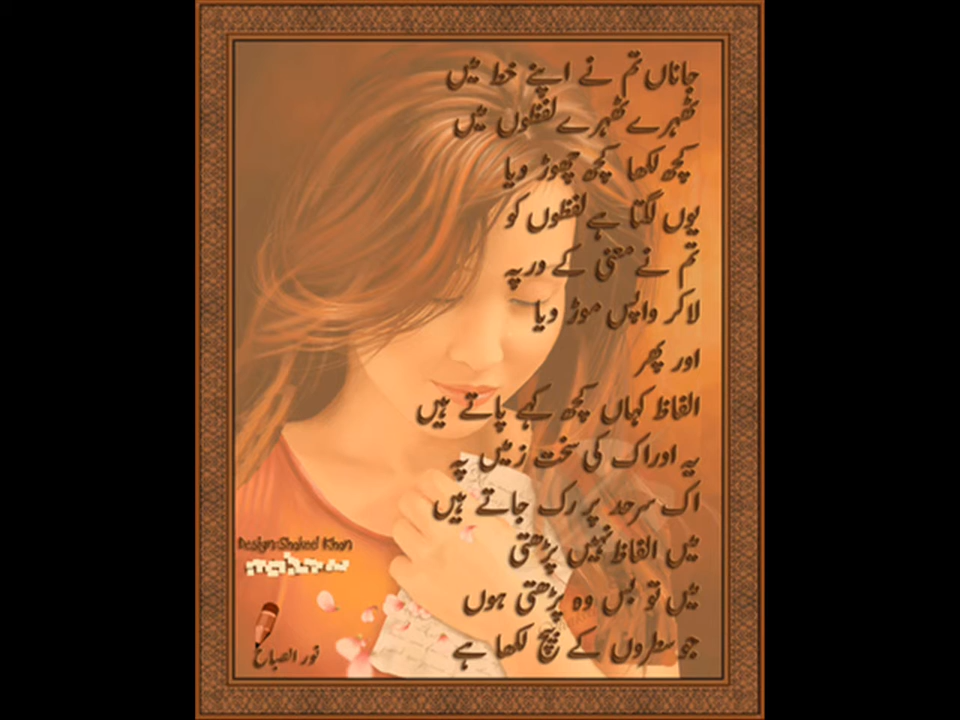 جاناں تم نے اپنے خط میں
ٹھہرے ٹھہرے لفظوں میں
کچھ لکھا کچھ چھوڑ دیا
یوں لگتا ہے لفظوں کو
تم نے معنی کے در پہ
لا کر واپس موڑ دیا
اور پھر
الفاظ کہاں کچھ کہے پاتے ہیں
یہ اوراک کی سخت زمیں پہ
اک سرحد پر رک جاتے ہیں
میں الفاظ نہیں پڑھتی
میں تو بس وہ پڑھتی ہوں
جو سطروں کے بیچ لکھا ہے
Design:Shakeel Khan
نور الصباح